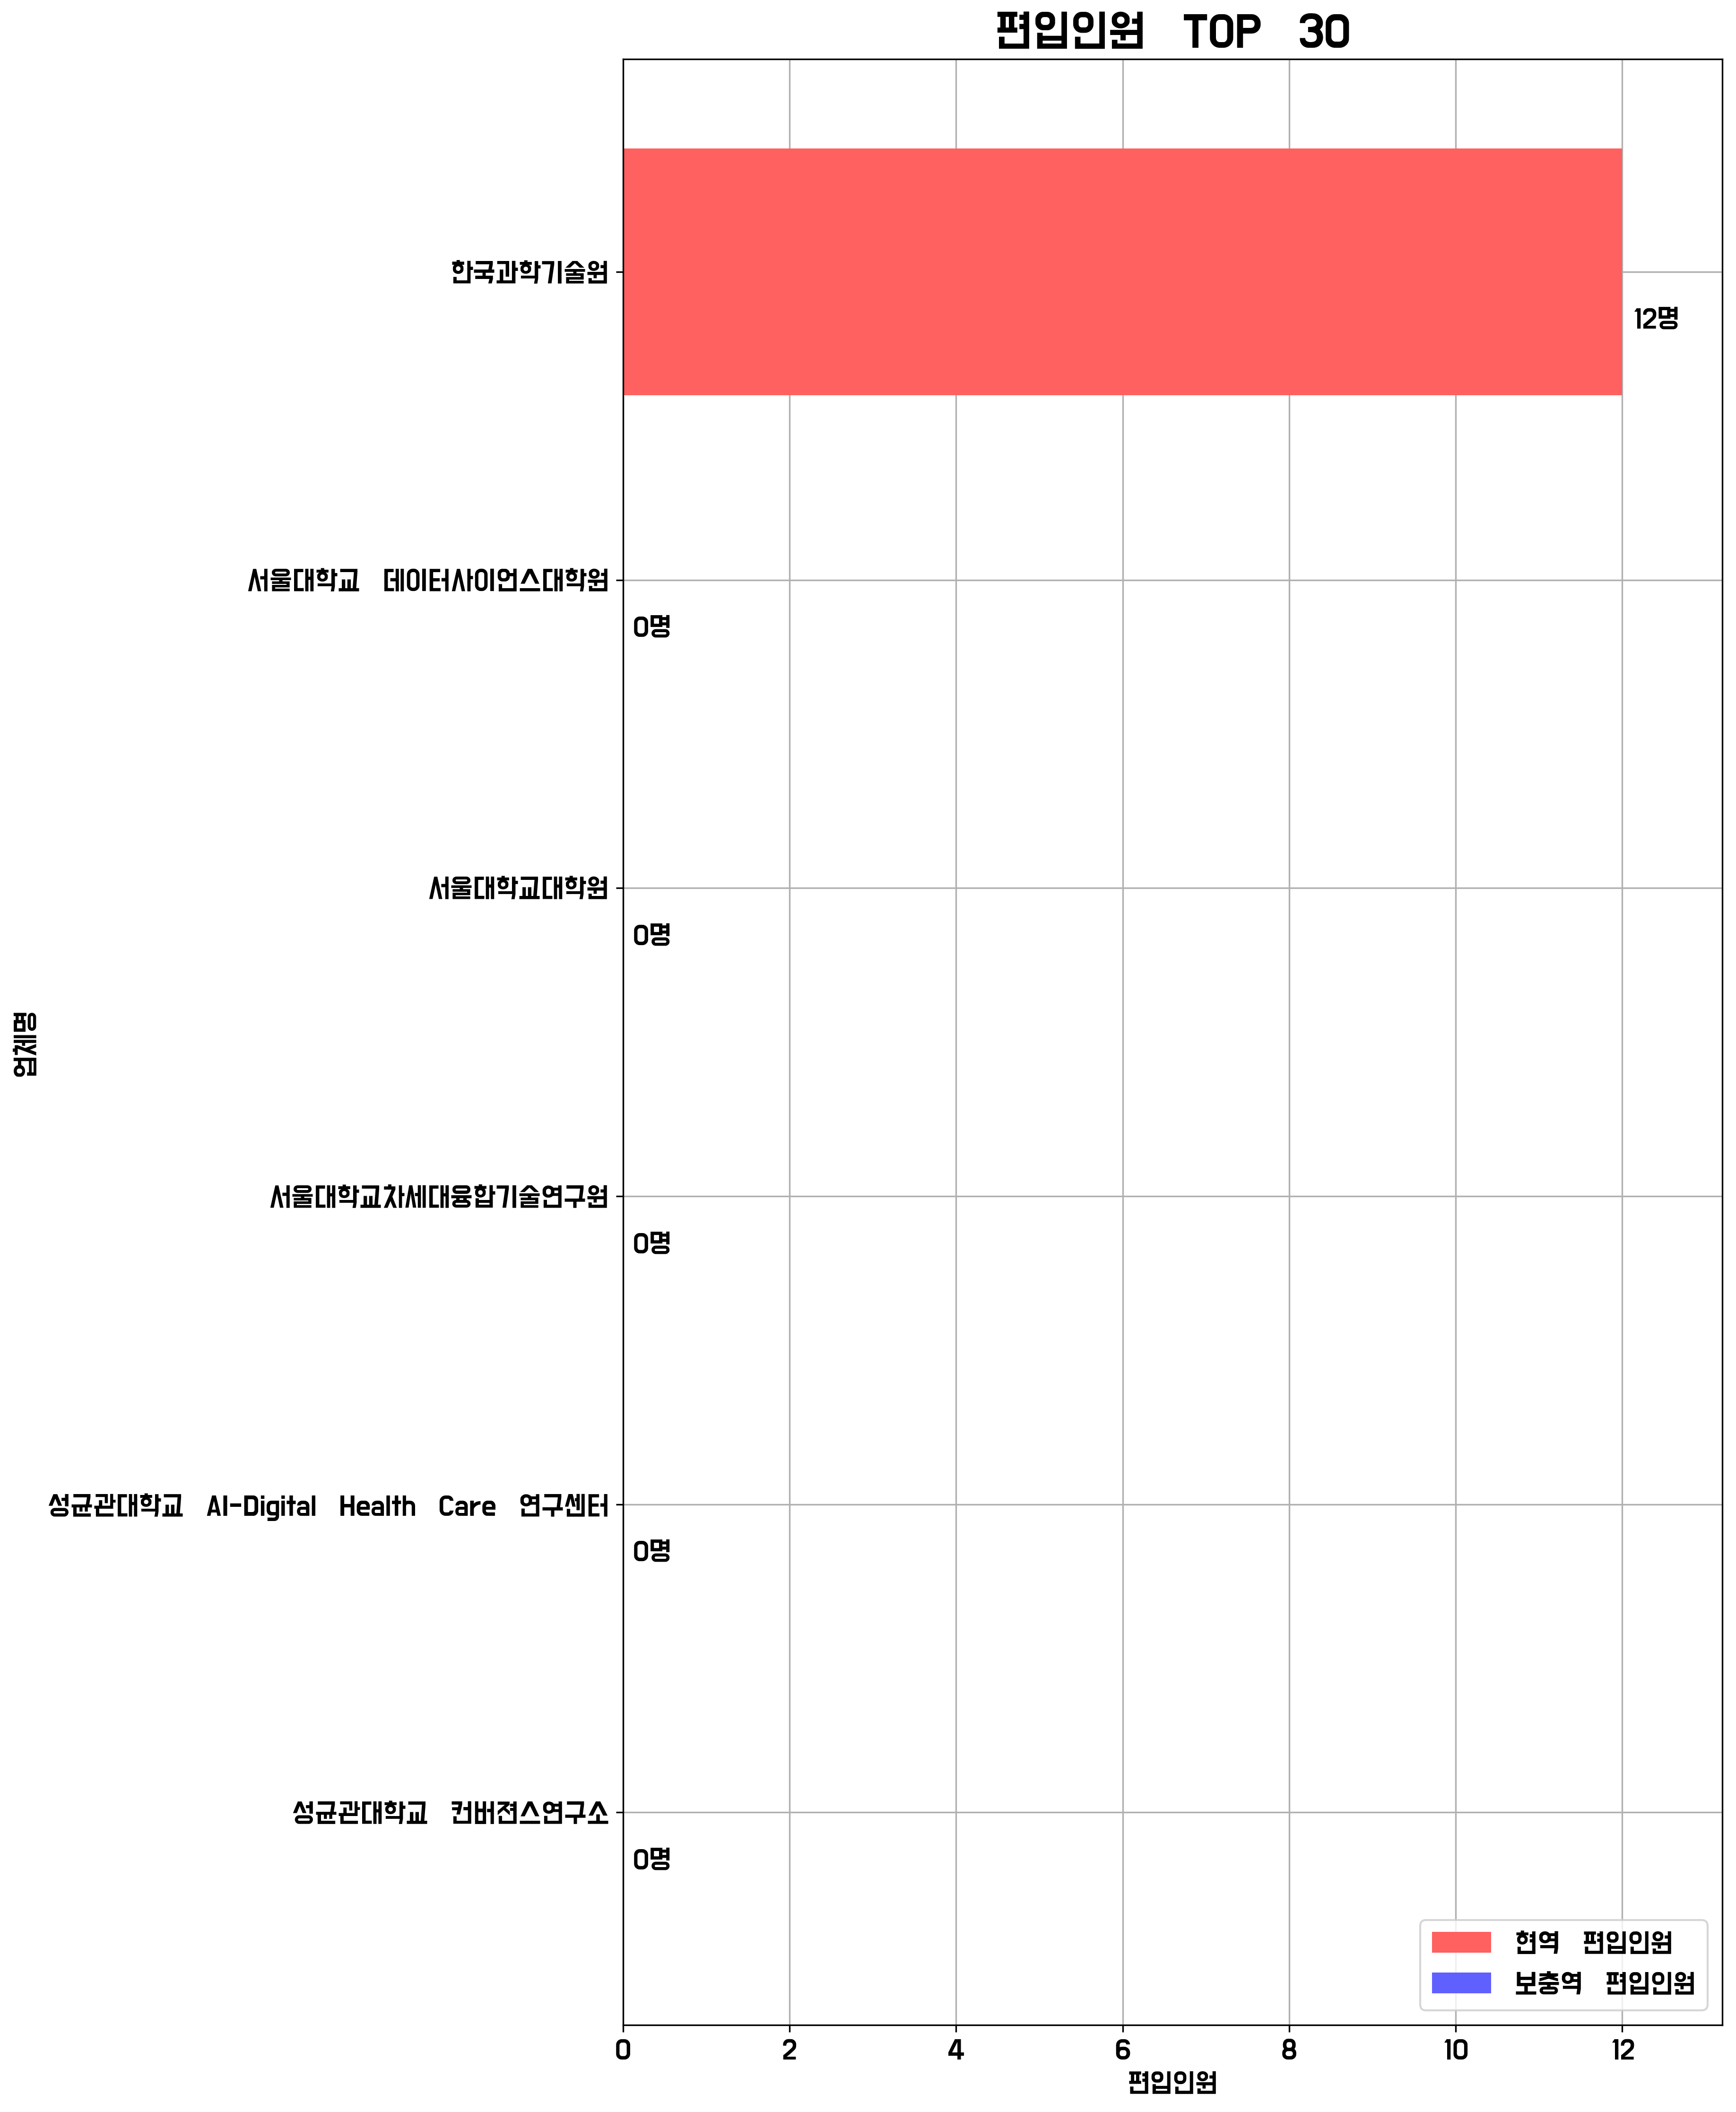 편입인원 TOP 30
한국과학기술원
12명
서울대학교 데이터사이언스대학원
0명
서울대학교대학원
0명
업체명
서울대학교차세대융합기술연구원
0명
성균관대학교 AI-Digital Health Care 연구센터
0명
성균관대학교 컨버젼스연구소
0명
현역 편입인원
보충역 편입인원
0 2 4 6 8 10 12
편입인원